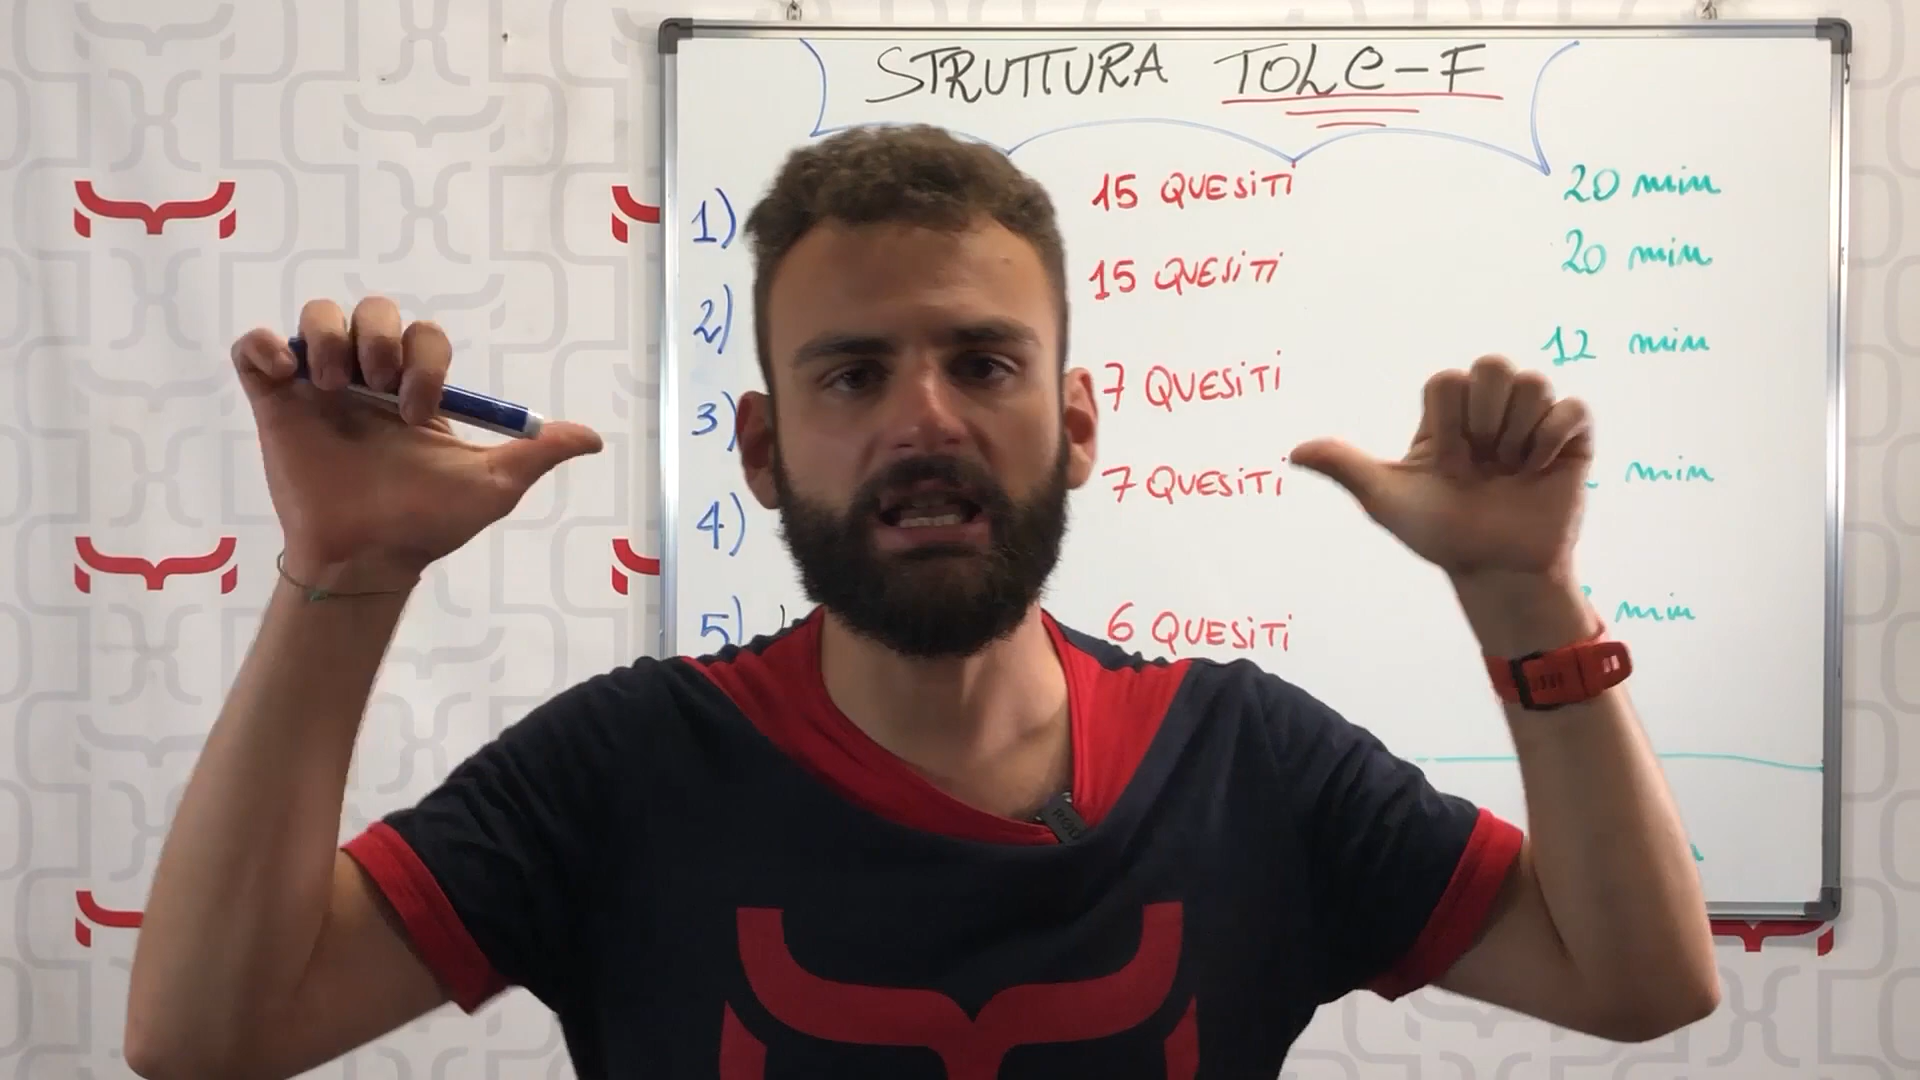 STRUTTURA TOLC-F
1) 15 QUESITI 20 min
2) 15 QUESITI 20 min
3) 7 QUESITI 12 min
4) 7 QUESITI min
5) 6 QUESITI min